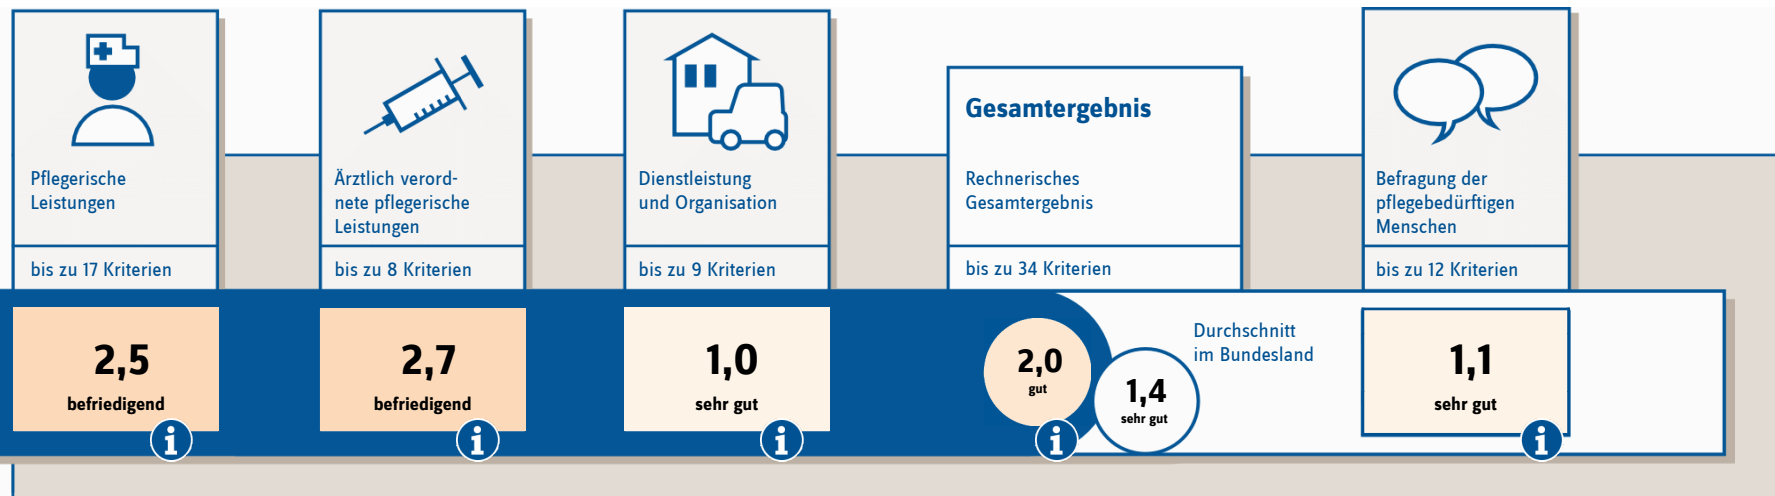 Pflegerische
Leistungen
bis zu 17 Kriterien
2,5
befriedigend
i
Ärztlich verord-
nete pflegerische
Leistungen
bis zu 8 Kriterien
2,7
befriedigend
i
Dienstleistung
und Organisation
bis zu 9 Kriterien
1,0
sehr gut
i
Gesamtergebnis
Rechnerisches
Gesamtergebnis
bis zu 34 Kriterien
2,0
gut
i
1,4
sehr gut
Durchschnitt
im Bundesland
Befragung der
pflegebedürftigen
Menschen
bis zu 12 Kriterien
1,1
sehr gut
i